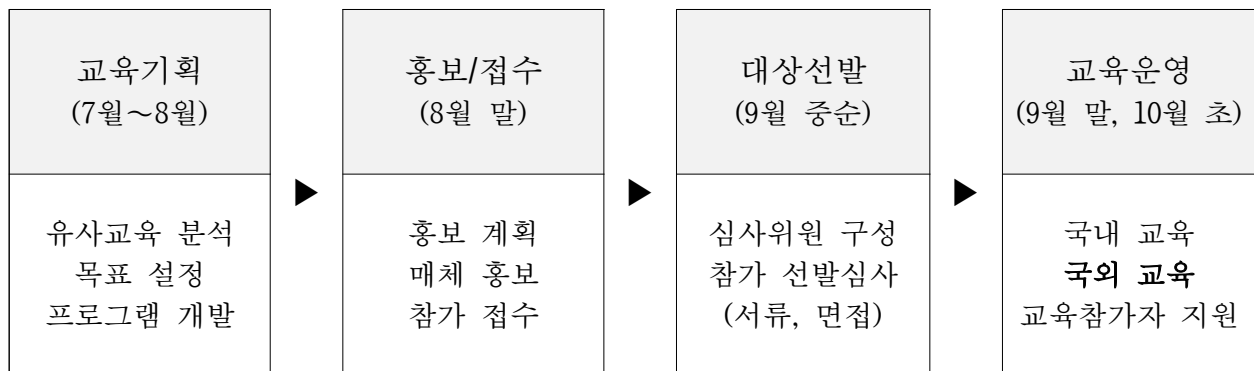 교육기획
(7월～8월)
유사교육 분석
목표 설정
프로그램 개발
▶
홍보/접수
(8월 말)
홍보 계획
매체 홍보
참가 접수
▶
대상선발
(9월 중순)
심사위원 구성
참가 선발심사
(서류, 면접)
▶
교육운영
(9월 말, 10월 초)
국내 교육
국외 교육
교육참가자 지원